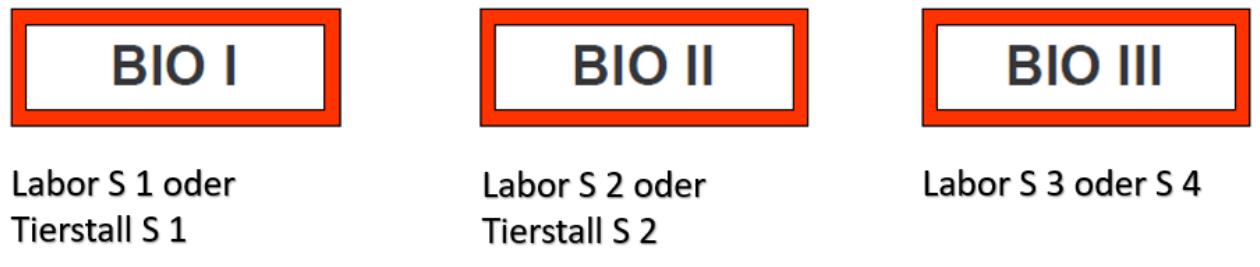 BIO I
Labor S 1 oder
Tierstall S 1
BIO II
Labor S 2 oder
Tierstall S 2
BIO III
Labor S 3 oder S 4